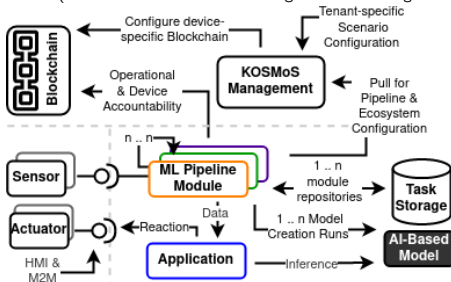 Tenant-specific
Scenario
Configuration
Configure device-
specific Blockchain
Blockchain
KOSMoS
Management
Operational
& Device
Accountability
Pull for
Pipeline &
Ecosystem
Configuration
n .. n
Sensor
ML Pipeline
Module
1 .. n
module
repositories
Task
Storage
Actuator
Reaction
Data
1 .. n Model
Creation Runs
AI-Based
Model
HMI &
M2M
Application
Inference